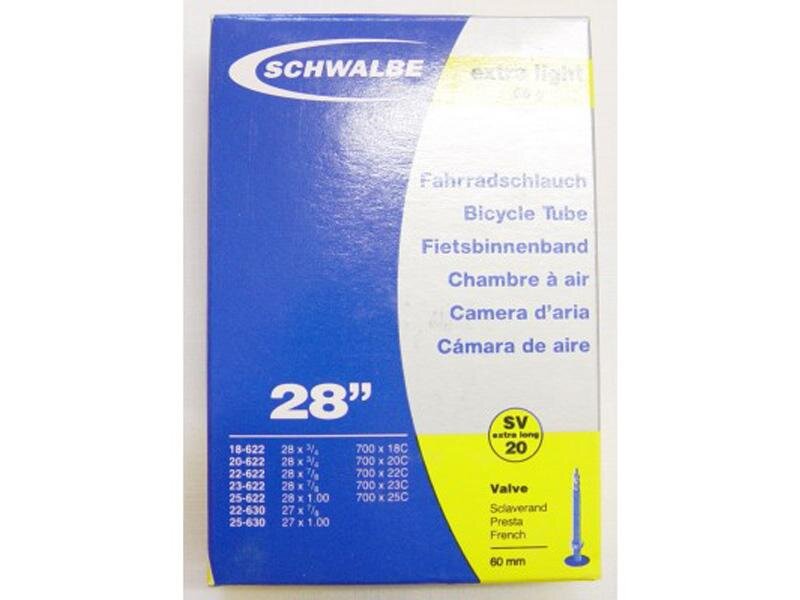 SCHWALBE
extra light
Fahrradschlauch
Bicycle Tube
Fietsbinnenband
Chambre à air
Camera d'aria
Cámara de aire
28"
18-622 28 x 3/4 700 x 18C
20-622 28 x 3/4 700 x 20C
22-622 28 x 7/8 700 x 22C
23-622 28 x 7/8 700 x 23C
25-622 28 x 1.00 700 x 25C
22-630 27 x 7/8
25-630 27 x 1.00
SV
extra long
20
Valve
Sclaverand
Presta
French
60 mm